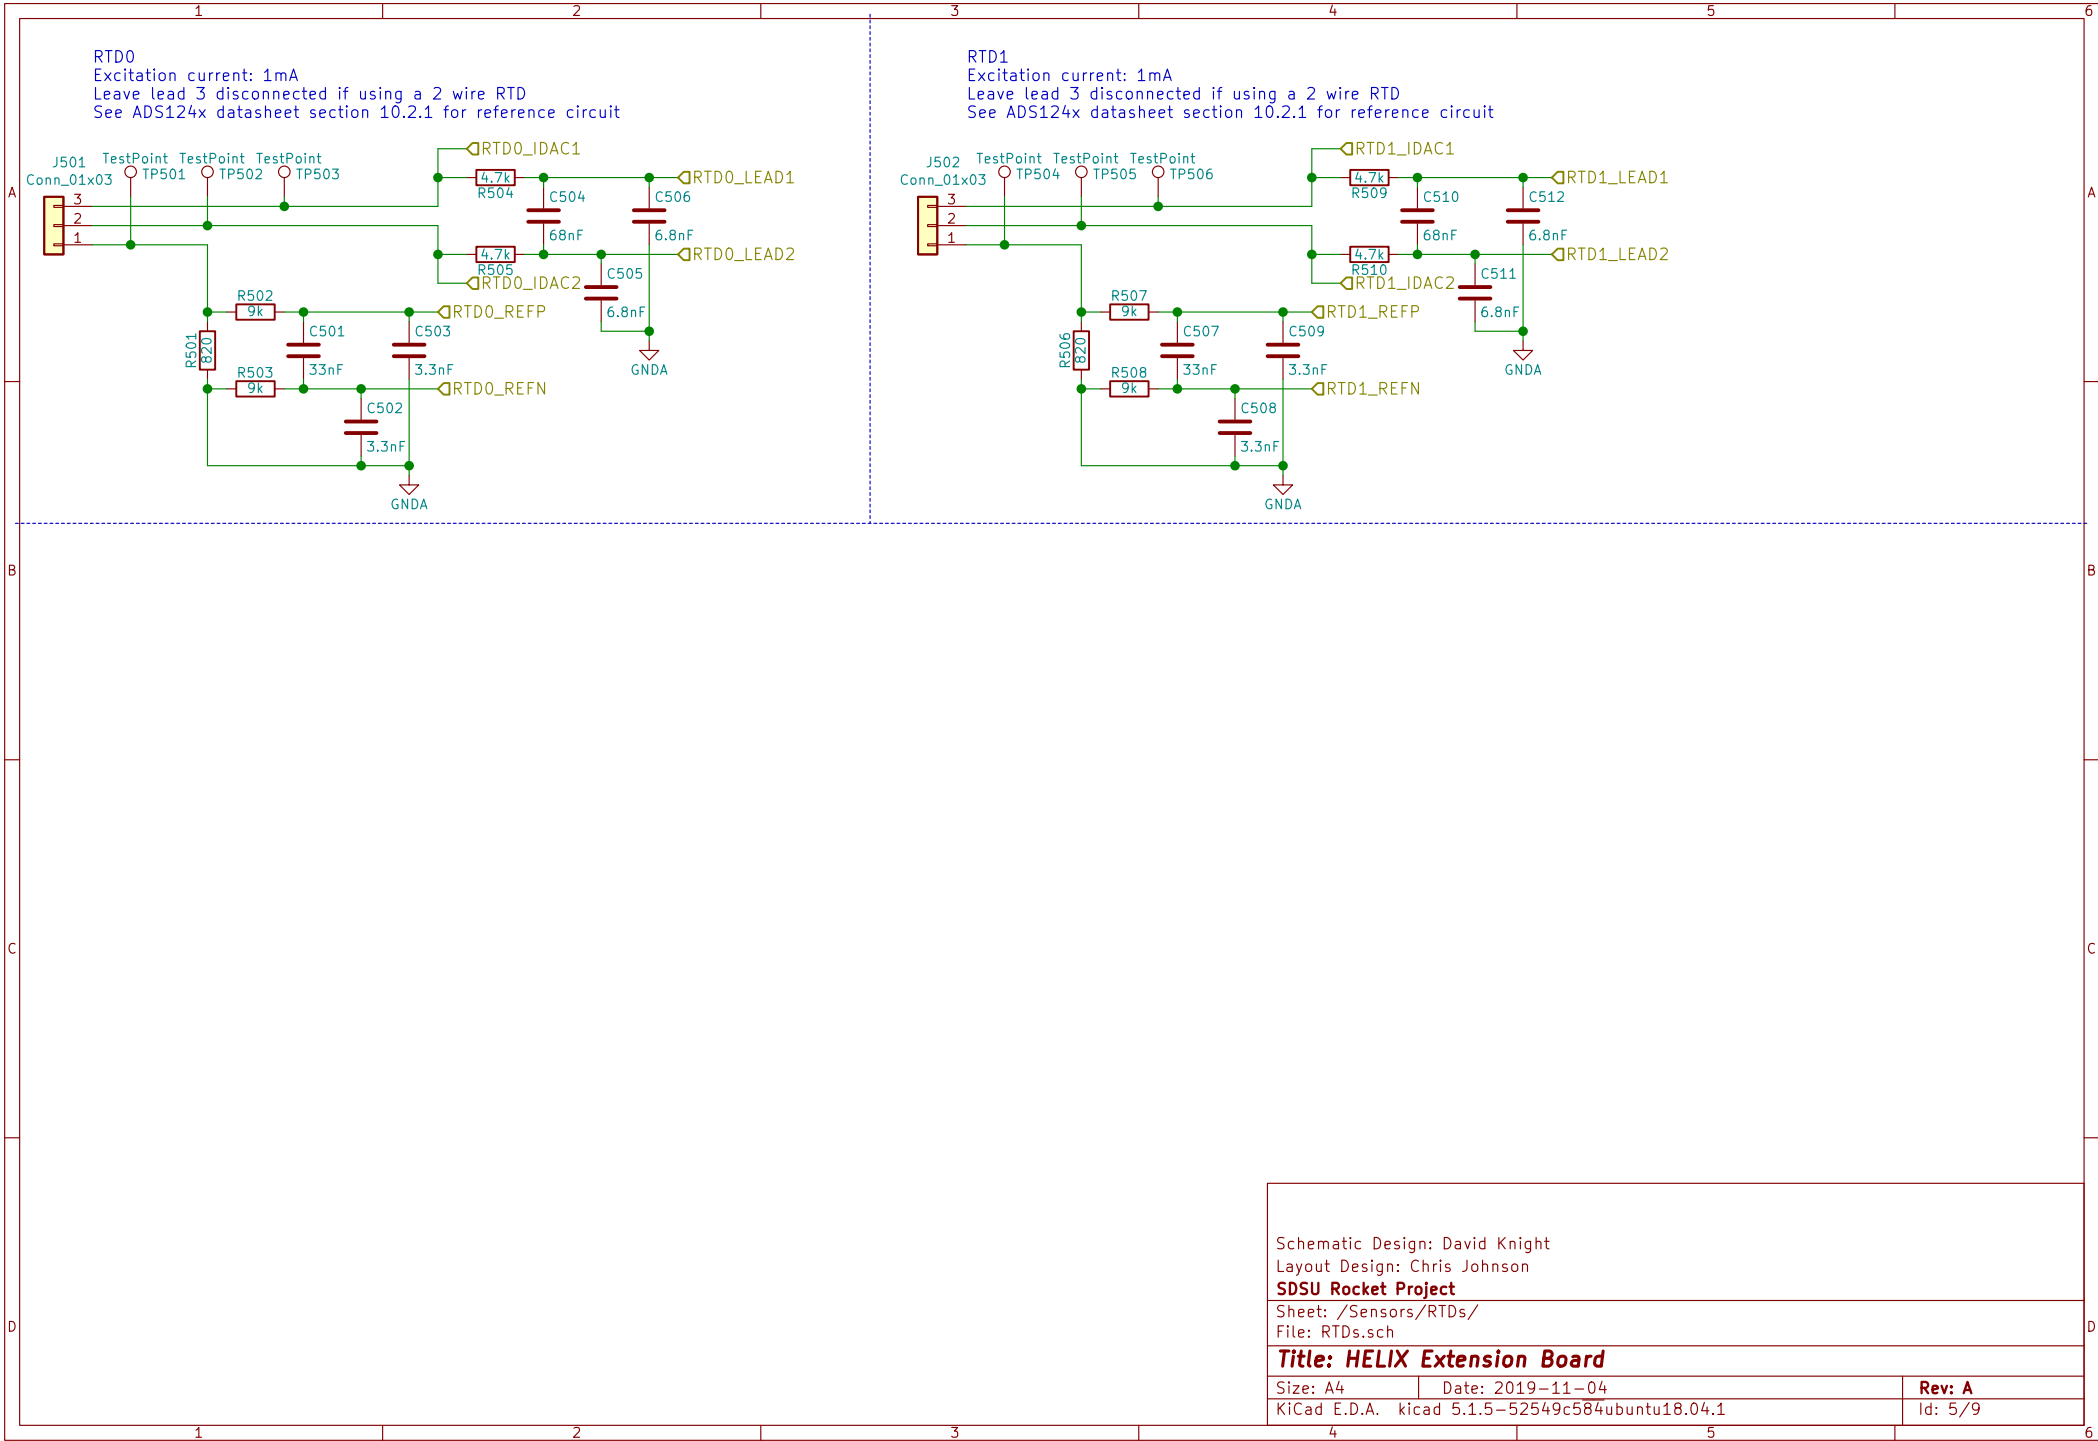 1 2 3 4 5 6
RTD0
Excitation current: 1mA
Leave lead 3 disconnected if using a 2 wire RTD
See ADS124x datasheet section 10.2.1 for reference circuit
RTD0_IDAC1
J501
Conn_01x03
TestPoint TestPoint TestPoint
TP501 TP502 TP503
4.7k
R504
RTD0_LEAD1
C504
C506
3
2
1
68nF
6.8nF
4.7k
R505
RTD0_LEAD2
RTD0_IDAC2
C505
6.8nF
R502
9k
RTD0_REFP
C501
C503
R501
820
33nF
3.3nF
GNDA
R503
9k
RTD0_REFN
C502
3.3nF
GNDA
RTD1
Excitation current: 1mA
Leave lead 3 disconnected if using a 2 wire RTD
See ADS124x datasheet section 10.2.1 for reference circuit
RTD1_IDAC1
J502
Conn_01x03
TestPoint TestPoint TestPoint
TP504 TP505 TP506
4.7k
R509
RTD1_LEAD1
C510
C512
3
2
1
68nF
6.8nF
4.7k
R510
RTD1_LEAD2
RTD1_IDAC2
C511
6.8nF
R507
9k
RTD1_REFP
C507
C509
R506
820
33nF
3.3nF
GNDA
R508
9k
RTD1_REFN
C508
3.3nF
GNDA
A A
B B
C C
D D
Schematic Design: David Knight
Layout Design: Chris Johnson
SDSU Rocket Project
Sheet: /Sensors/RTDs/
File: RTDs.sch
Title: HELIX Extension Board
Size: A4 Date: 2019-11-04 Rev: A
KiCad E.D.A. kicad 5.1.5-52549c584ubuntu18.04.1 Id: 5/9
1 2 3 4 5 6